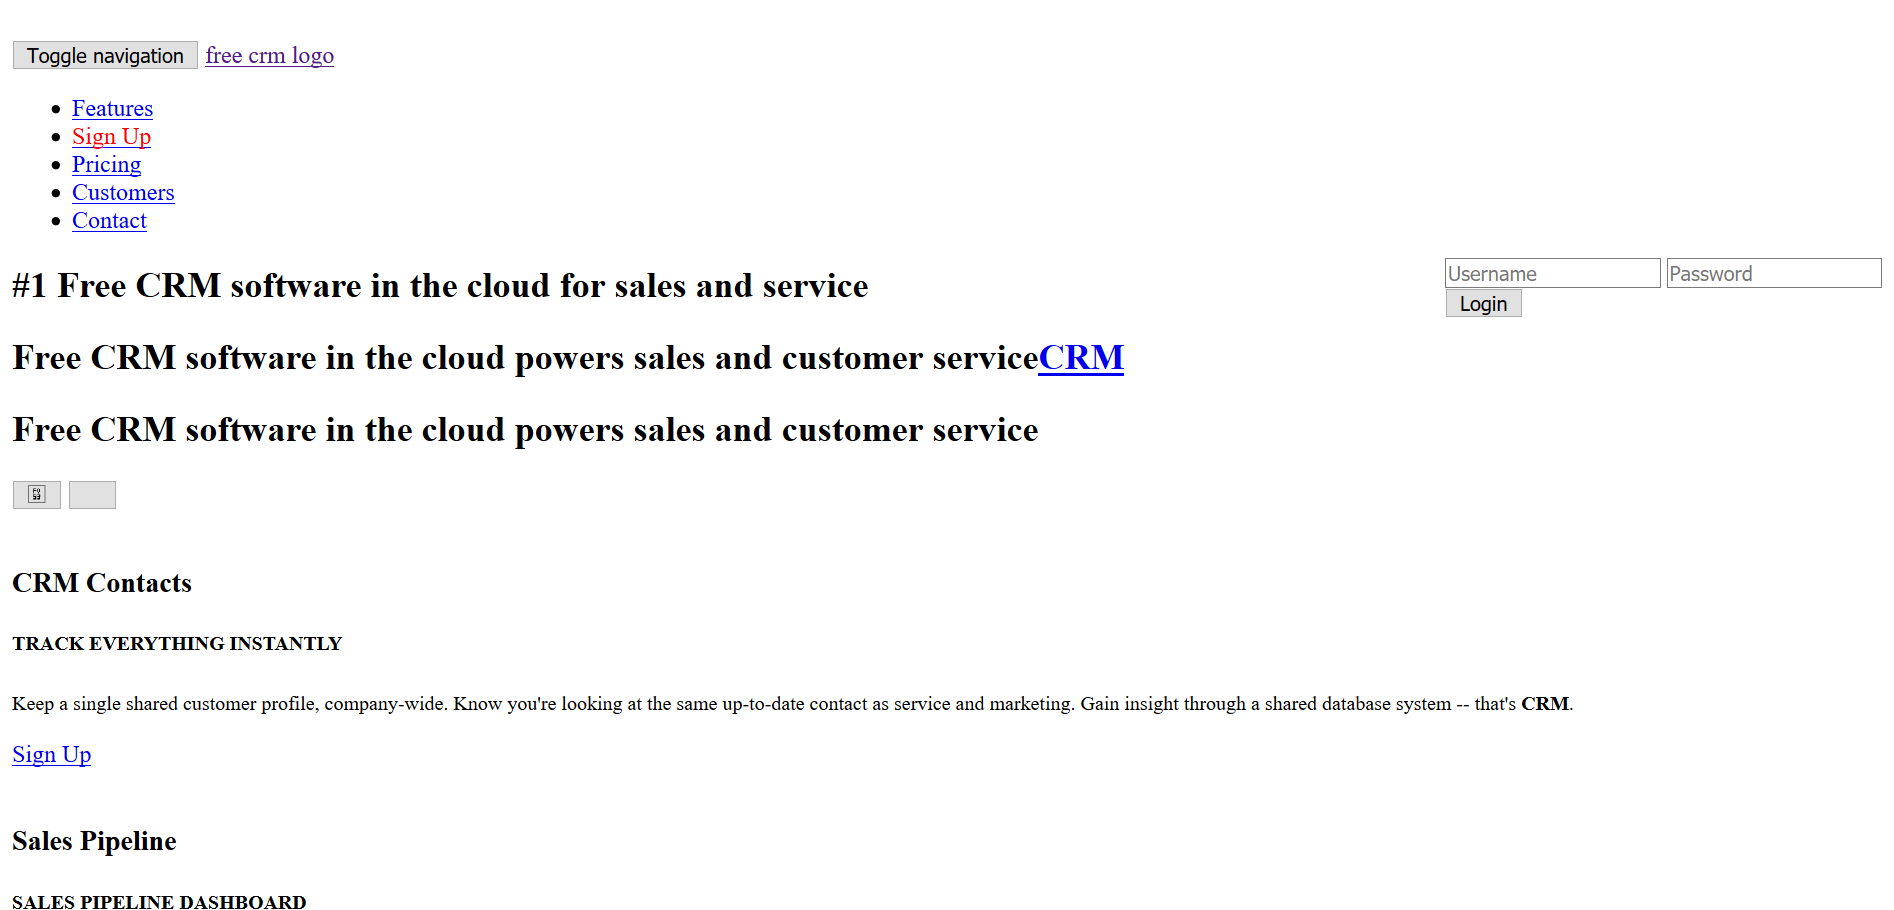 Toggle navigation free crm logo
Features
Sign Up
Pricing
Customers
Contact
#1 Free CRM software in the cloud for sales and service
Username Password
Login
Free CRM software in the cloud powers sales and customer serviceCRM
Free CRM software in the cloud powers sales and customer service
CRM Contacts
TRACK EVERYTHING INSTANTLY
Keep a single shared customer profile, company-wide. Know you're looking at the same up-to-date contact as service and marketing. Gain insight through a shared database system -- that's CRM.
Sign Up
Sales Pipeline
SALES PIPELINE DASHBOARD